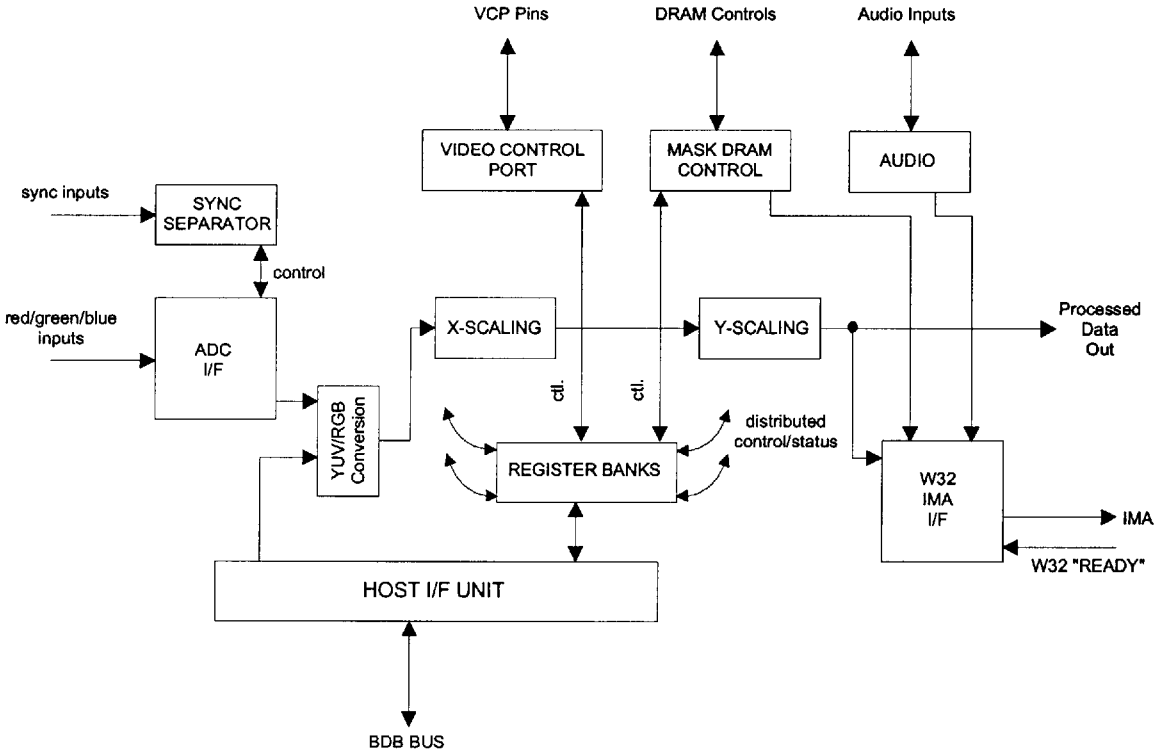 VCP Pins
DRAM Controls
Audio Inputs
VIDEO CONTROL
PORT
MASK DRAM
CONTROL
AUDIO
sync inputs
SYNC
SEPARATOR
control
red/green/blue
inputs
ADC
I/F
X-SCALING
Y-SCALING
Processed
Data
Out
ctl.
ctl.
YUV/RGB
Conversion
distributed
control/status
REGISTER BANKS
W32
IMA
I/F
IMA
W32 "READY"
HOST I/F UNIT
BDB BUS